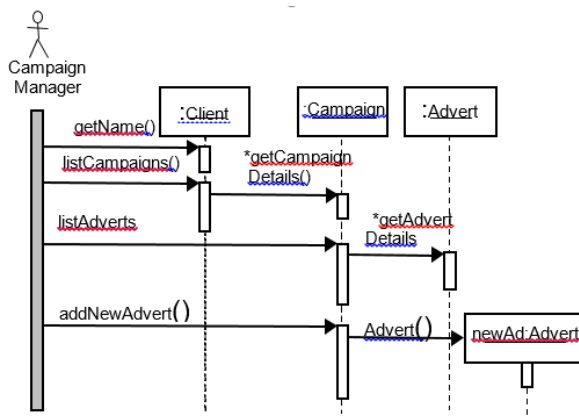 Campaign
Manager
:Client
:Campaign
:Advert
getName()
listCampaigns()
*getCampaign
Details()
listAdverts
*getAdvert
Details
addNewAdvert()
Advert()
newAd:Advert